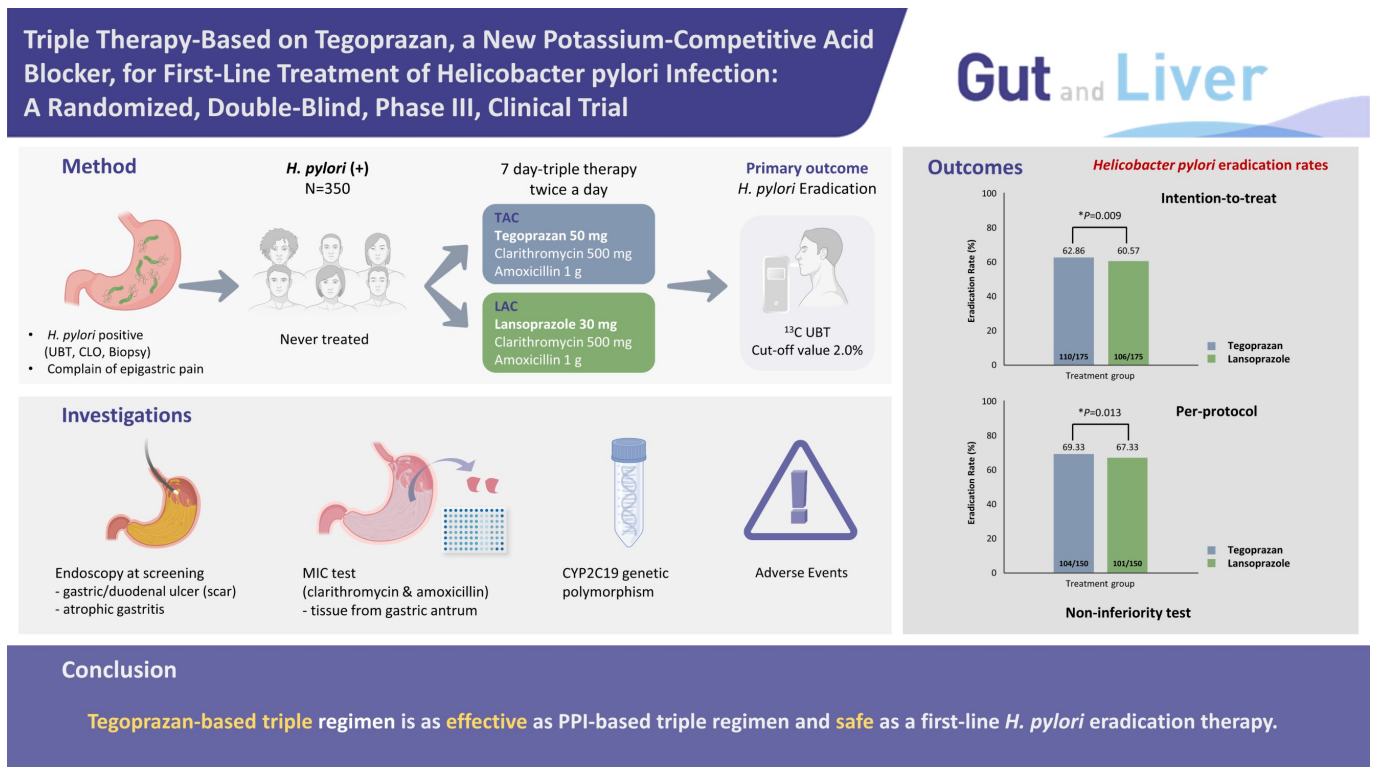 Triple Therapy-Based on Tegoprazan, a New Potassium-Competitive Acid
Blocker, for First-Line Treatment of Helicobacter pylori Infection:
A Randomized, Double-Blind, Phase III, Clinical Trial
Gut and Liver
Method
H. pylori (+)
N=350
7 day-triple therapy
twice a day
Primary outcome
H. pylori Eradication
TAC
Tegoprazan 50 mg
Clarithromycin 500 mg
Amoxicillin 1 g
LAC
Lansoprazole 30 mg
Clarithromycin 500 mg
Amoxicillin 1 g
• H. pylori positive
(UBT, CLO, Biopsy)
• Complain of epigastric pain
Never treated
¹³C UBT
Cut-off value 2.0%
Investigations
Endoscopy at screening
- gastric/duodenal ulcer (scar)
- atrophic gastritis
MIC test
(clarithromycin & amoxicillin)
- tissue from gastric antrum
CYP2C19 genetic
polymorphism
Adverse Events
Outcomes
Helicobacter pylori eradication rates
Intention-to-treat
Eradication Rate (%)
100
80
60
40
20
0
*P=0.009
62.86
60.57
110/175
106/175
Treatment group
Tegoprazan
Lansoprazole
Per-protocol
Eradication Rate (%)
100
80
60
40
20
0
*P=0.013
69.33
67.33
104/150
101/150
Treatment group
Tegoprazan
Lansoprazole
Non-inferiority test
Conclusion
Tegoprazan-based triple regimen is as effective as PPI-based triple regimen and safe as a first-line H. pylori eradication therapy.